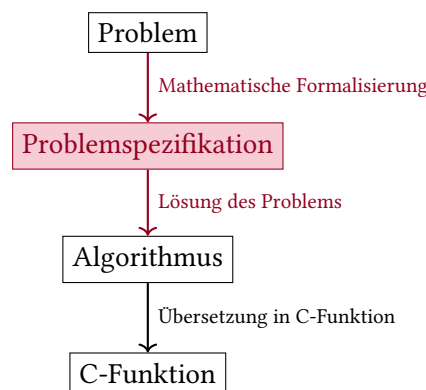 Problem
Mathematische Formalisierung
Problemspezifikation
Lösung des Problems
Algorithmus
Übersetzung in C-Funktion
C-Funktion